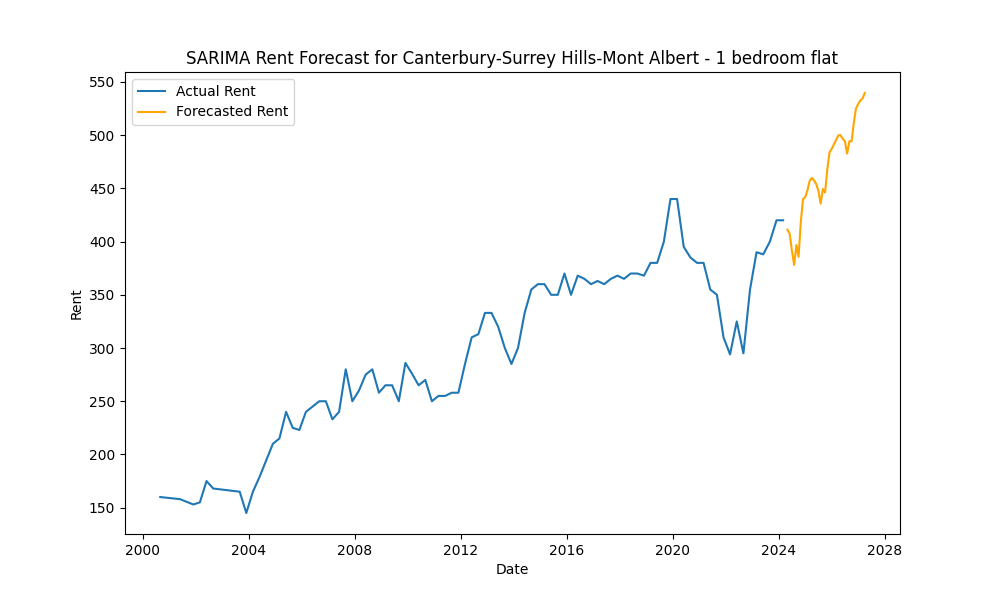 SARIMA Rent Forecast for Canterbury-Surrey Hills-Mont Albert - 1 bedroom flat
Actual Rent
Forecasted Rent
550
500
450
400
350
300
250
200
150
Rent
2000 2004 2008 2012 2016 2020 2024 2028
Date